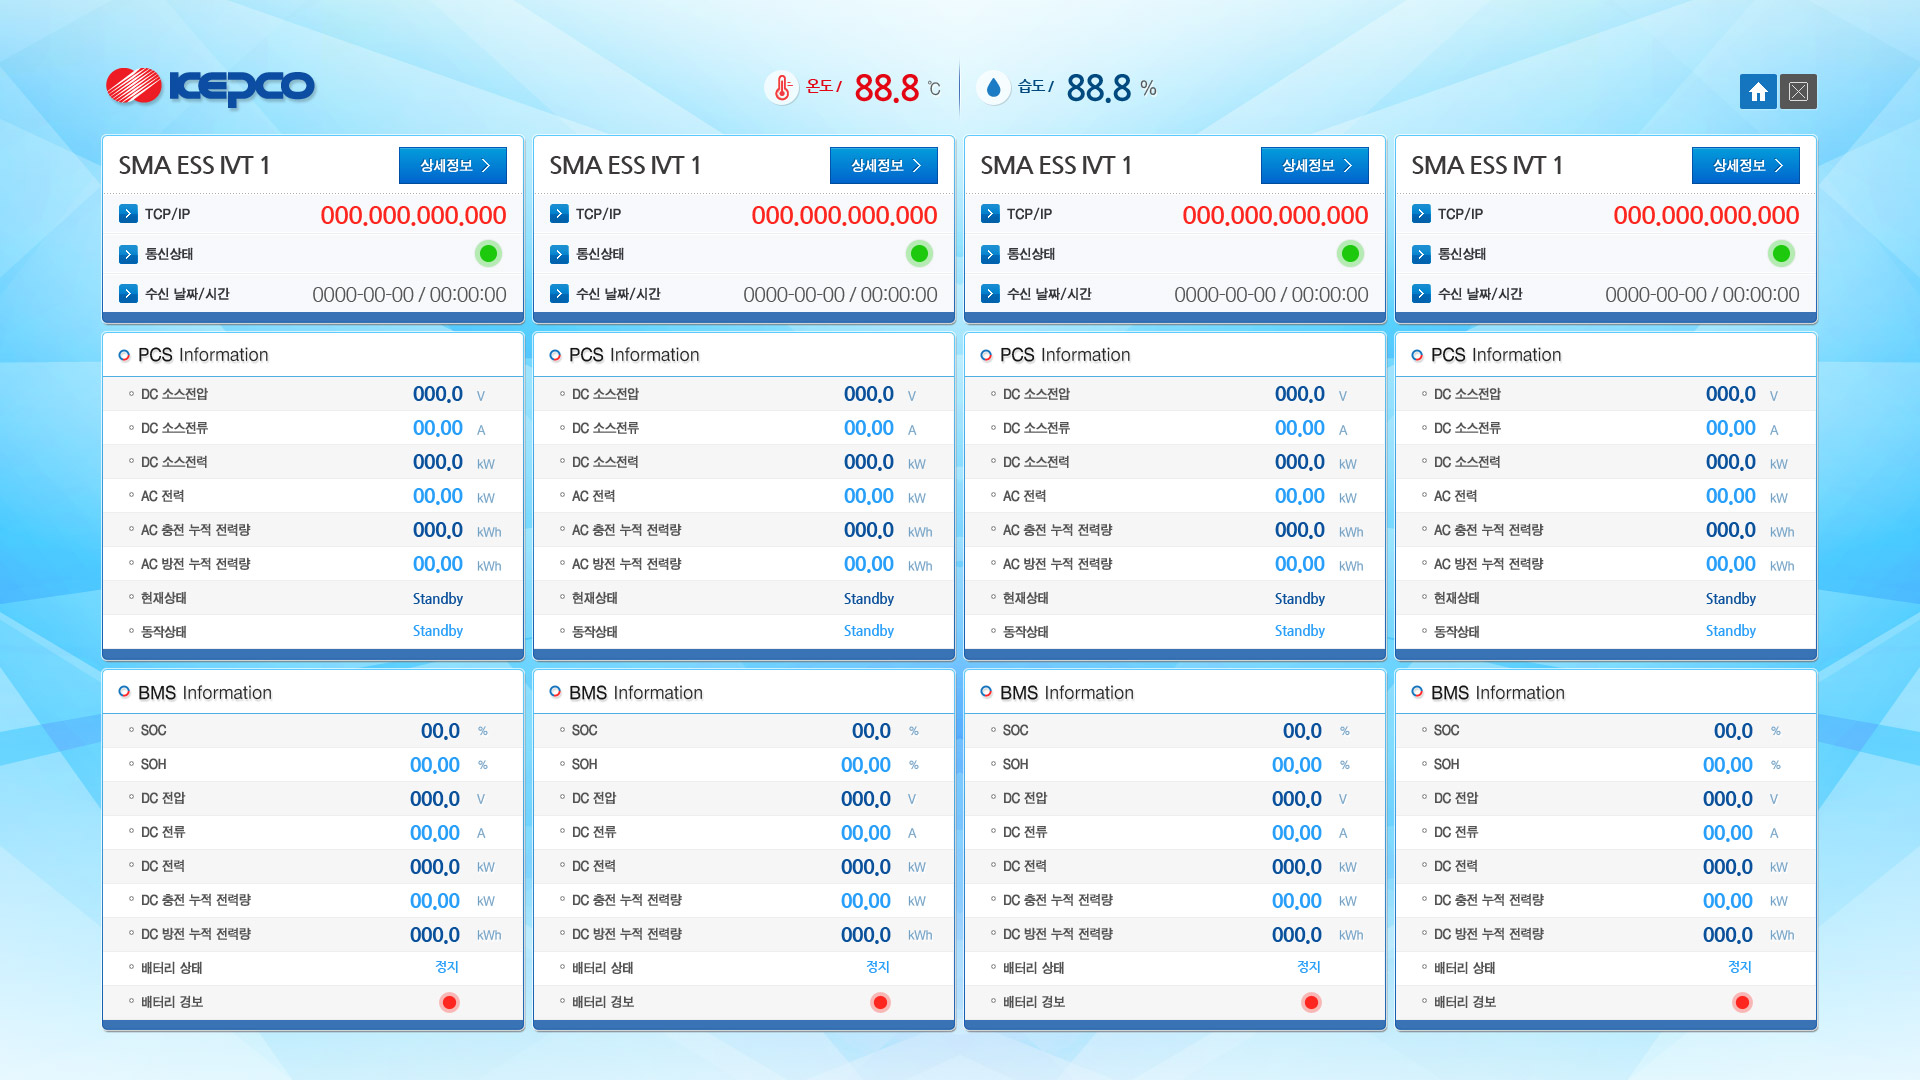 KEPCO
온도 / 88.8 ℃
습도 / 88.8 %
SMA ESS IVT 1 상세정보
TCP/IP 000.000.000.000
통신상태
수신 날짜/시간 0000-00-00 / 00:00:00
PCS Information
DC 소스전압 000.0 V
DC 소스전류 00.00 A
DC 소스전력 000.0 kW
AC 전력 00.00 kW
AC 충전 누적 전력량 000.0 kWh
AC 방전 누적 전력량 00.00 kWh
현재상태 Standby
동작상태 Standby
BMS Information
SOC 00.0 %
SOH 00.00 %
DC 전압 000.0 V
DC 전류 00.00 A
DC 전력 000.0 kW
DC 충전 누적 전력량 00.00 kW
DC 방전 누적 전력량 000.0 kWh
배터리 상태 정지
배터리 경보
SMA ESS IVT 1 상세정보
TCP/IP 000.000.000.000
통신상태
수신 날짜/시간 0000-00-00 / 00:00:00
PCS Information
DC 소스전압 000.0 V
DC 소스전류 00.00 A
DC 소스전력 000.0 kW
AC 전력 00.00 kW
AC 충전 누적 전력량 000.0 kWh
AC 방전 누적 전력량 00.00 kWh
현재상태 Standby
동작상태 Standby
BMS Information
SOC 00.0 %
SOH 00.00 %
DC 전압 000.0 V
DC 전류 00.00 A
DC 전력 000.0 kW
DC 충전 누적 전력량 00.00 kW
DC 방전 누적 전력량 000.0 kWh
배터리 상태 정지
배터리 경보
SMA ESS IVT 1 상세정보
TCP/IP 000.000.000.000
통신상태
수신 날짜/시간 0000-00-00 / 00:00:00
PCS Information
DC 소스전압 000.0 V
DC 소스전류 00.00 A
DC 소스전력 000.0 kW
AC 전력 00.00 kW
AC 충전 누적 전력량 000.0 kWh
AC 방전 누적 전력량 00.00 kWh
현재상태 Standby
동작상태 Standby
BMS Information
SOC 00.0 %
SOH 00.00 %
DC 전압 000.0 V
DC 전류 00.00 A
DC 전력 000.0 kW
DC 충전 누적 전력량 00.00 kW
DC 방전 누적 전력량 000.0 kWh
배터리 상태 정지
배터리 경보
SMA ESS IVT 1 상세정보
TCP/IP 000.000.000.000
통신상태
수신 날짜/시간 0000-00-00 / 00:00:00
PCS Information
DC 소스전압 000.0 V
DC 소스전류 00.00 A
DC 소스전력 000.0 kW
AC 전력 00.00 kW
AC 충전 누적 전력량 000.0 kWh
AC 방전 누적 전력량 00.00 kWh
현재상태 Standby
동작상태 Standby
BMS Information
SOC 00.0 %
SOH 00.00 %
DC 전압 000.0 V
DC 전류 00.00 A
DC 전력 000.0 kW
DC 충전 누적 전력량 00.00 kW
DC 방전 누적 전력량 000.0 kWh
배터리 상태 정지
배터리 경보